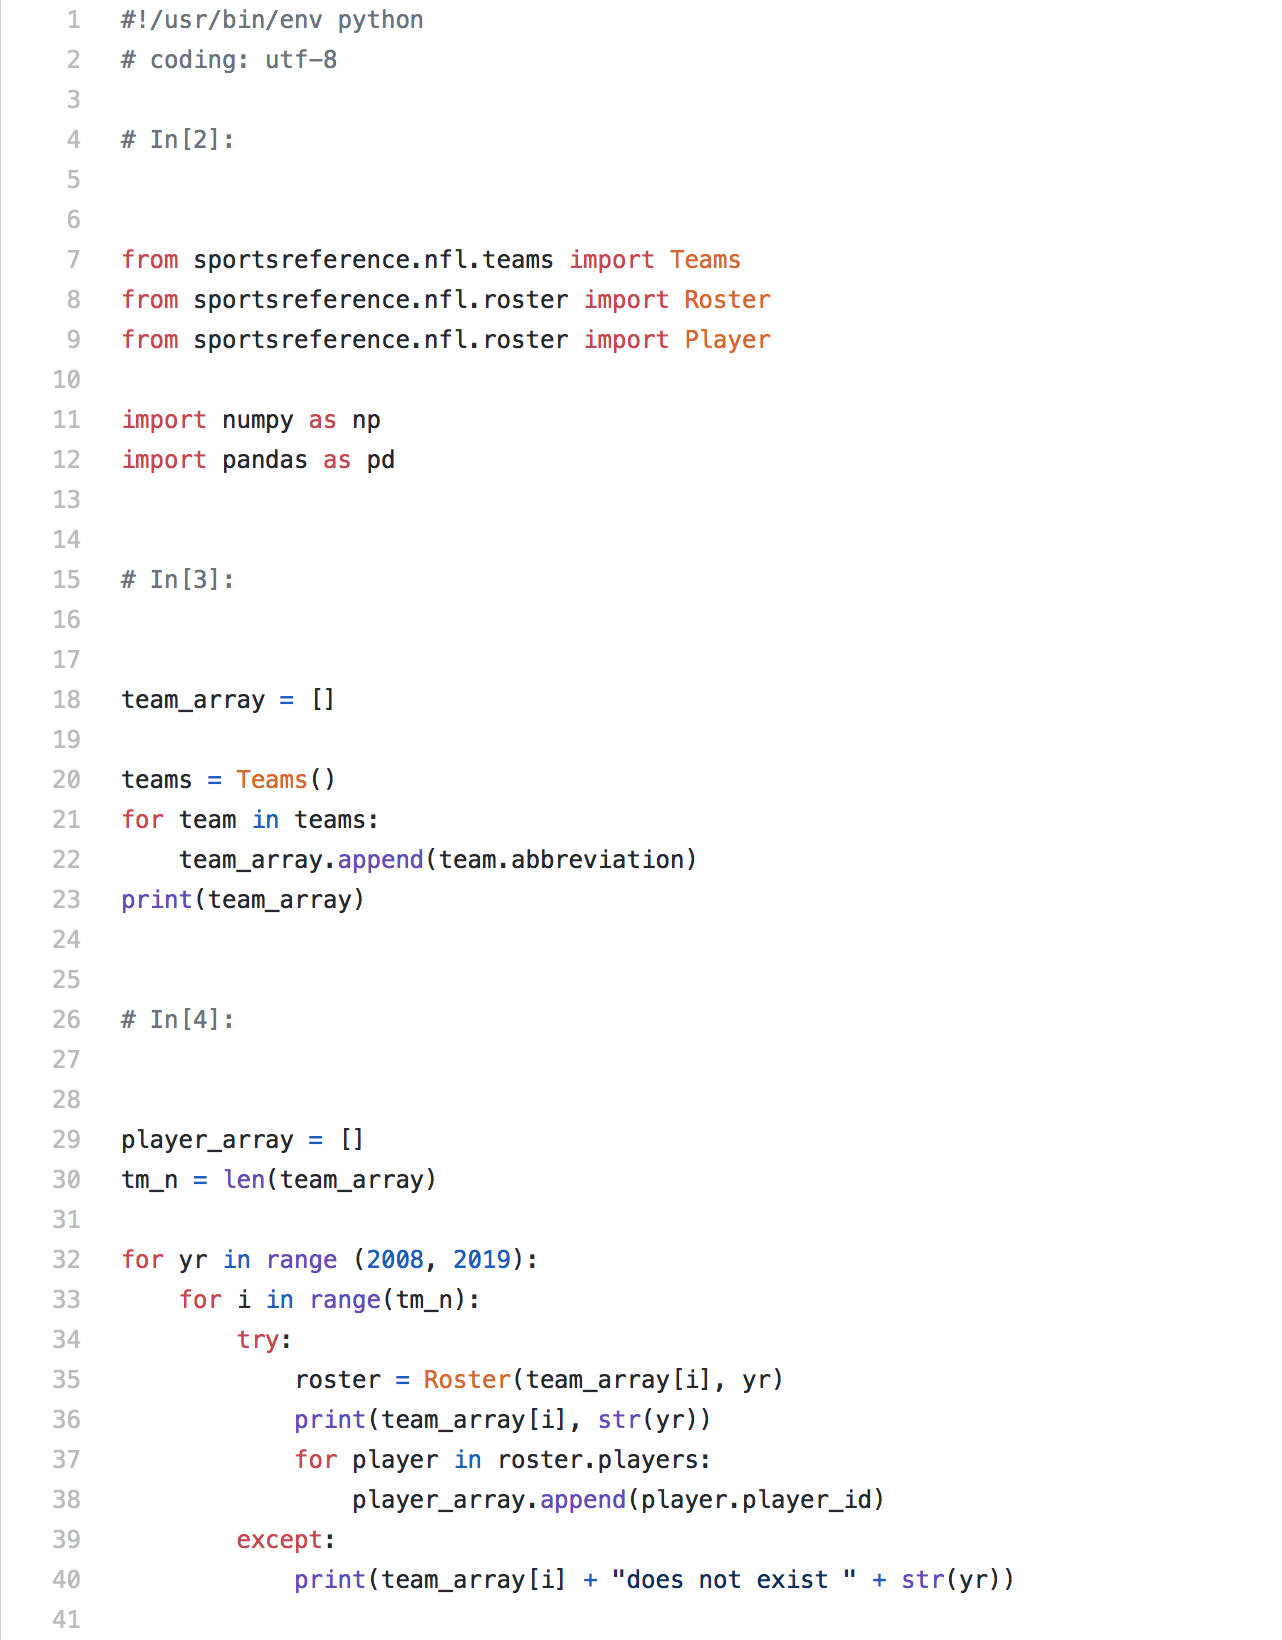 1 #!/usr/bin/env python
2 # coding: utf-8
3
4 # In[2]:
5
6
7 from sportsreference.nfl.teams import Teams
8 from sportsreference.nfl.roster import Roster
9 from sportsreference.nfl.roster import Player
10
11 import numpy as np
12 import pandas as pd
13
14
15 # In[3]:
16
17
18 team_array = []
19
20 teams = Teams()
21 for team in teams:
22     team_array.append(team.abbreviation)
23 print(team_array)
24
25
26 # In[4]:
27
28
29 player_array = []
30 tm_n = len(team_array)
31
32 for yr in range (2008, 2019):
33     for i in range(tm_n):
34         try:
35             roster = Roster(team_array[i], yr)
36             print(team_array[i], str(yr))
37             for player in roster.players:
38                 player_array.append(player.player_id)
39         except:
40             print(team_array[i] + "does not exist " + str(yr))
41